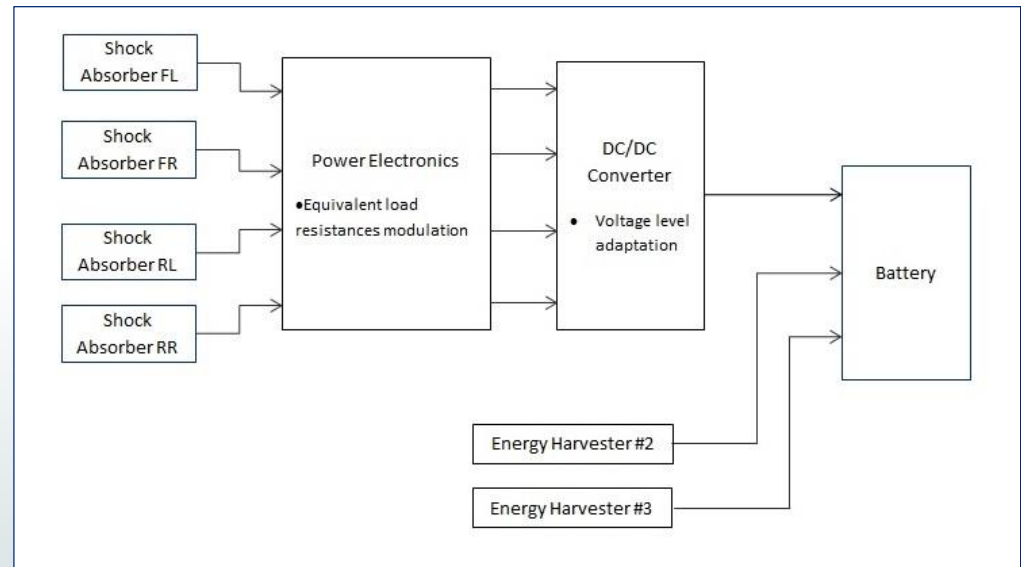 Shock
Absorber FL
Shock
Absorber FR
Shock
Absorber RL
Shock
Absorber RR
Power Electronics
•Equivalent load
resistances modulation
DC/DC
Converter
• Voltage level
adaptation
Battery
Energy Harvester #2
Energy Harvester #3